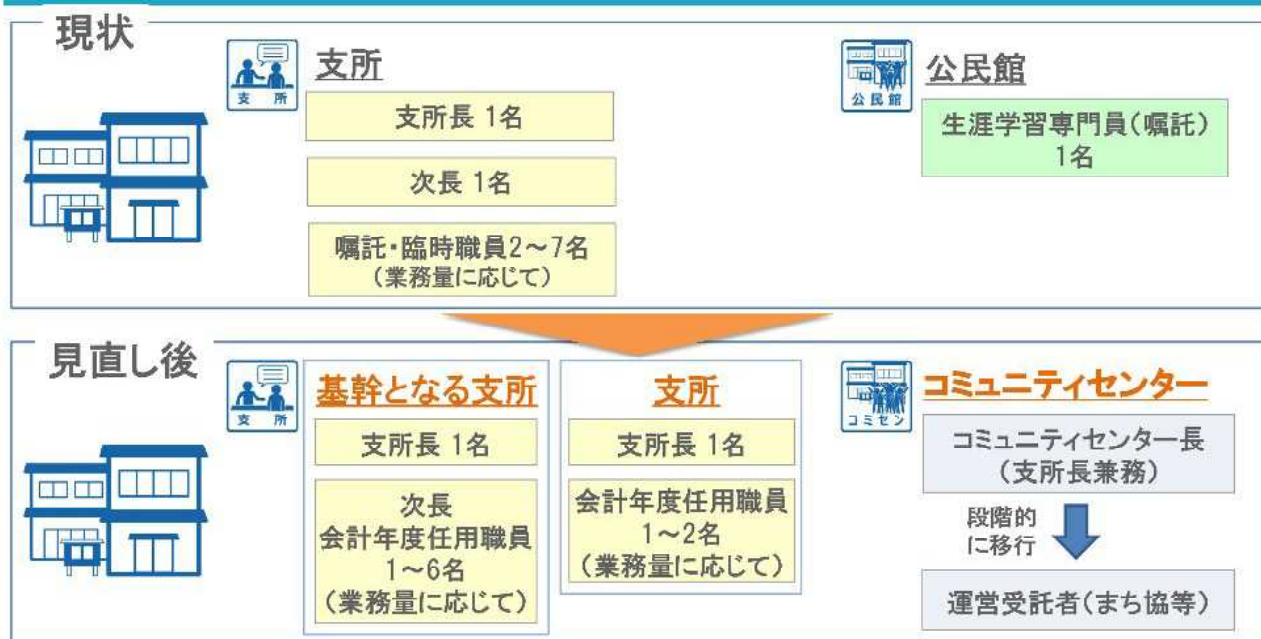 現状
支所
支所
支所長 1名
次長 1名
嘱託・臨時職員2～7名
(業務量に応じて)
公民館
公民館
生涯学習専門員(嘱託)
1名
見直し後
支所
基幹となる支所
支所長 1名
次長
会計年度任用職員
1～6名
(業務量に応じて)
支所
支所長 1名
会計年度任用職員
1～2名
(業務量に応じて)
コミセン
コミュニティセンター
コミュニティセンター長
(支所長兼務)
段階的
に移行
運営受託者(まち協等)